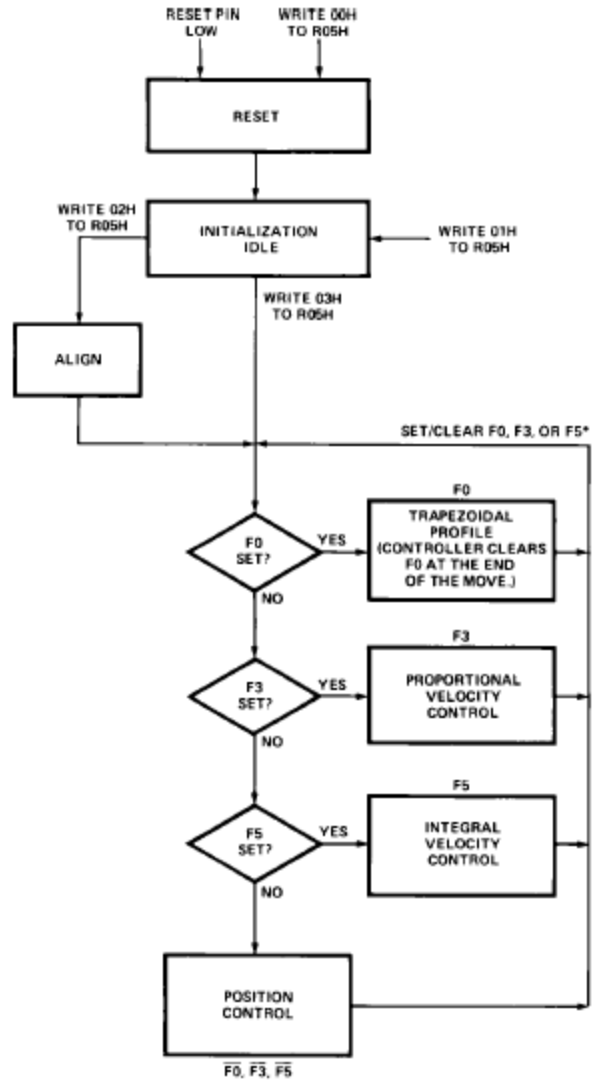 RESET PIN
LOW
WRITE 00H
TO R05H
RESET
WRITE 02H
TO R05H
INITIALIZATION
IDLE
WRITE 01H
TO R05H
WRITE 03H
TO R05H
ALIGN
SET/CLEAR F0, F3, OR F5*
F0
F0
SET?
YES
TRAPEZOIDAL
PROFILE
(CONTROLLER CLEARS
F0 AT THE END
OF THE MOVE.)
NO
F3
F3
SET?
YES
PROPORTIONAL
VELOCITY
CONTROL
NO
F5
F5
SET?
YES
INTEGRAL
VELOCITY
CONTROL
NO
POSITION
CONTROL
F̅0̅, F̅3̅, F̅5̅